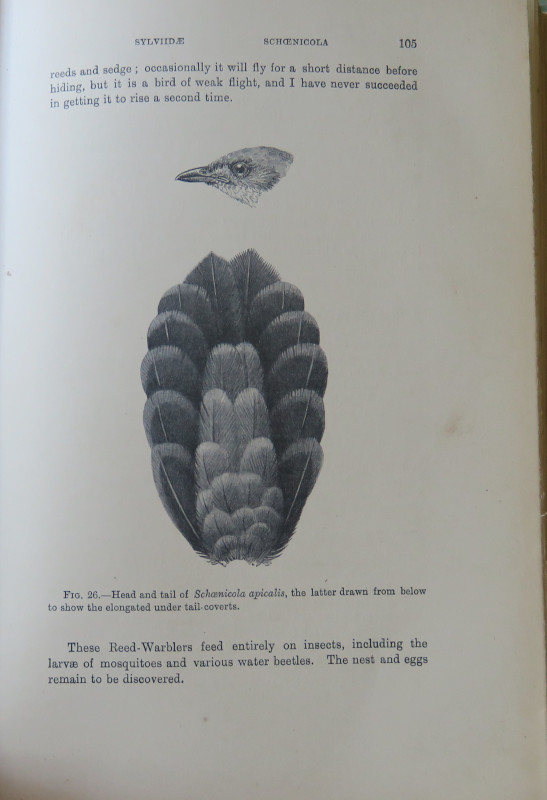 SYLVIIDÆ SCHŒNICOLA 105
reeds and sedge ; occasionally it will fly for a short distance before
hiding, but it is a bird of weak flight, and I have never succeeded
in getting it to rise a second time.
FIG. 26.—Head and tail of Schœnicola apicalis, the latter drawn from below
to show the elongated under tail-coverts.
These Reed-Warblers feed entirely on insects, including the
larvæ of mosquitoes and various water beetles. The nest and eggs
remain to be discovered.